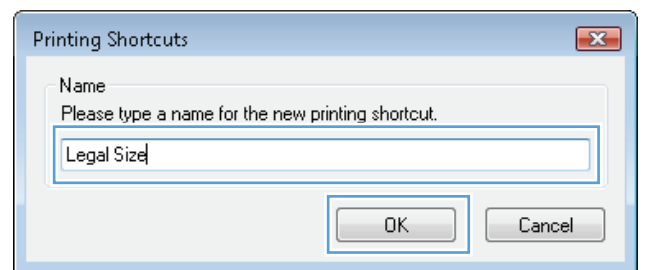 Printing Shortcuts
Name
Please type a name for the new printing shortcut.
Legal Size
OK
Cancel